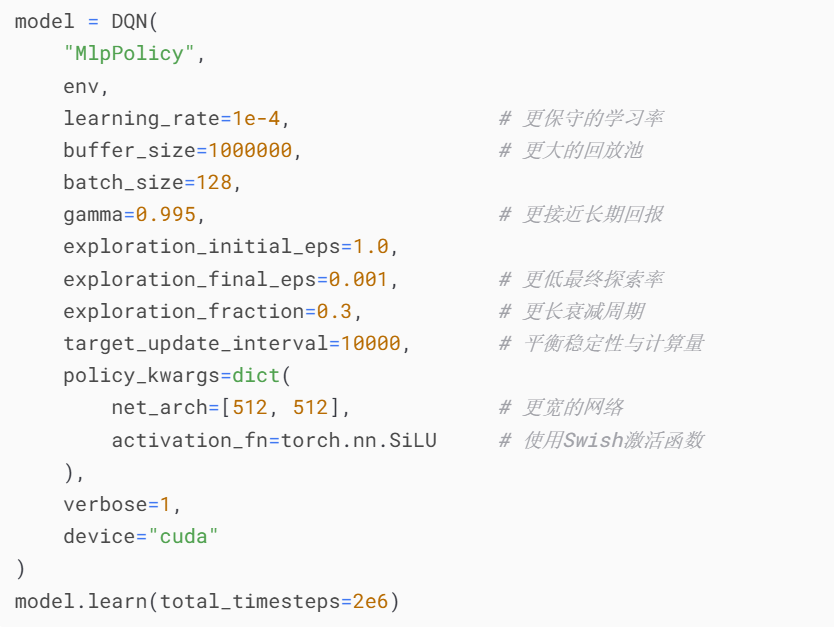 model = DQN(
    "MlpPolicy",
    env,
    learning_rate=1e-4,                 # 更保守的学习率
    buffer_size=1000000,                # 更大的回放池
    batch_size=128,
    gamma=0.995,                        # 更接近长期回报
    exploration_initial_eps=1.0,
    exploration_final_eps=0.001,        # 更低最终探索率
    exploration_fraction=0.3,           # 更长衰减周期
    target_update_interval=10000,       # 平衡稳定性与计算量
    policy_kwargs=dict(
        net_arch=[512, 512],            # 更宽的网络
        activation_fn=torch.nn.SiLU     # 使用Swish激活函数
    ),
    verbose=1,
    device="cuda"
)
model.learn(total_timesteps=2e6)